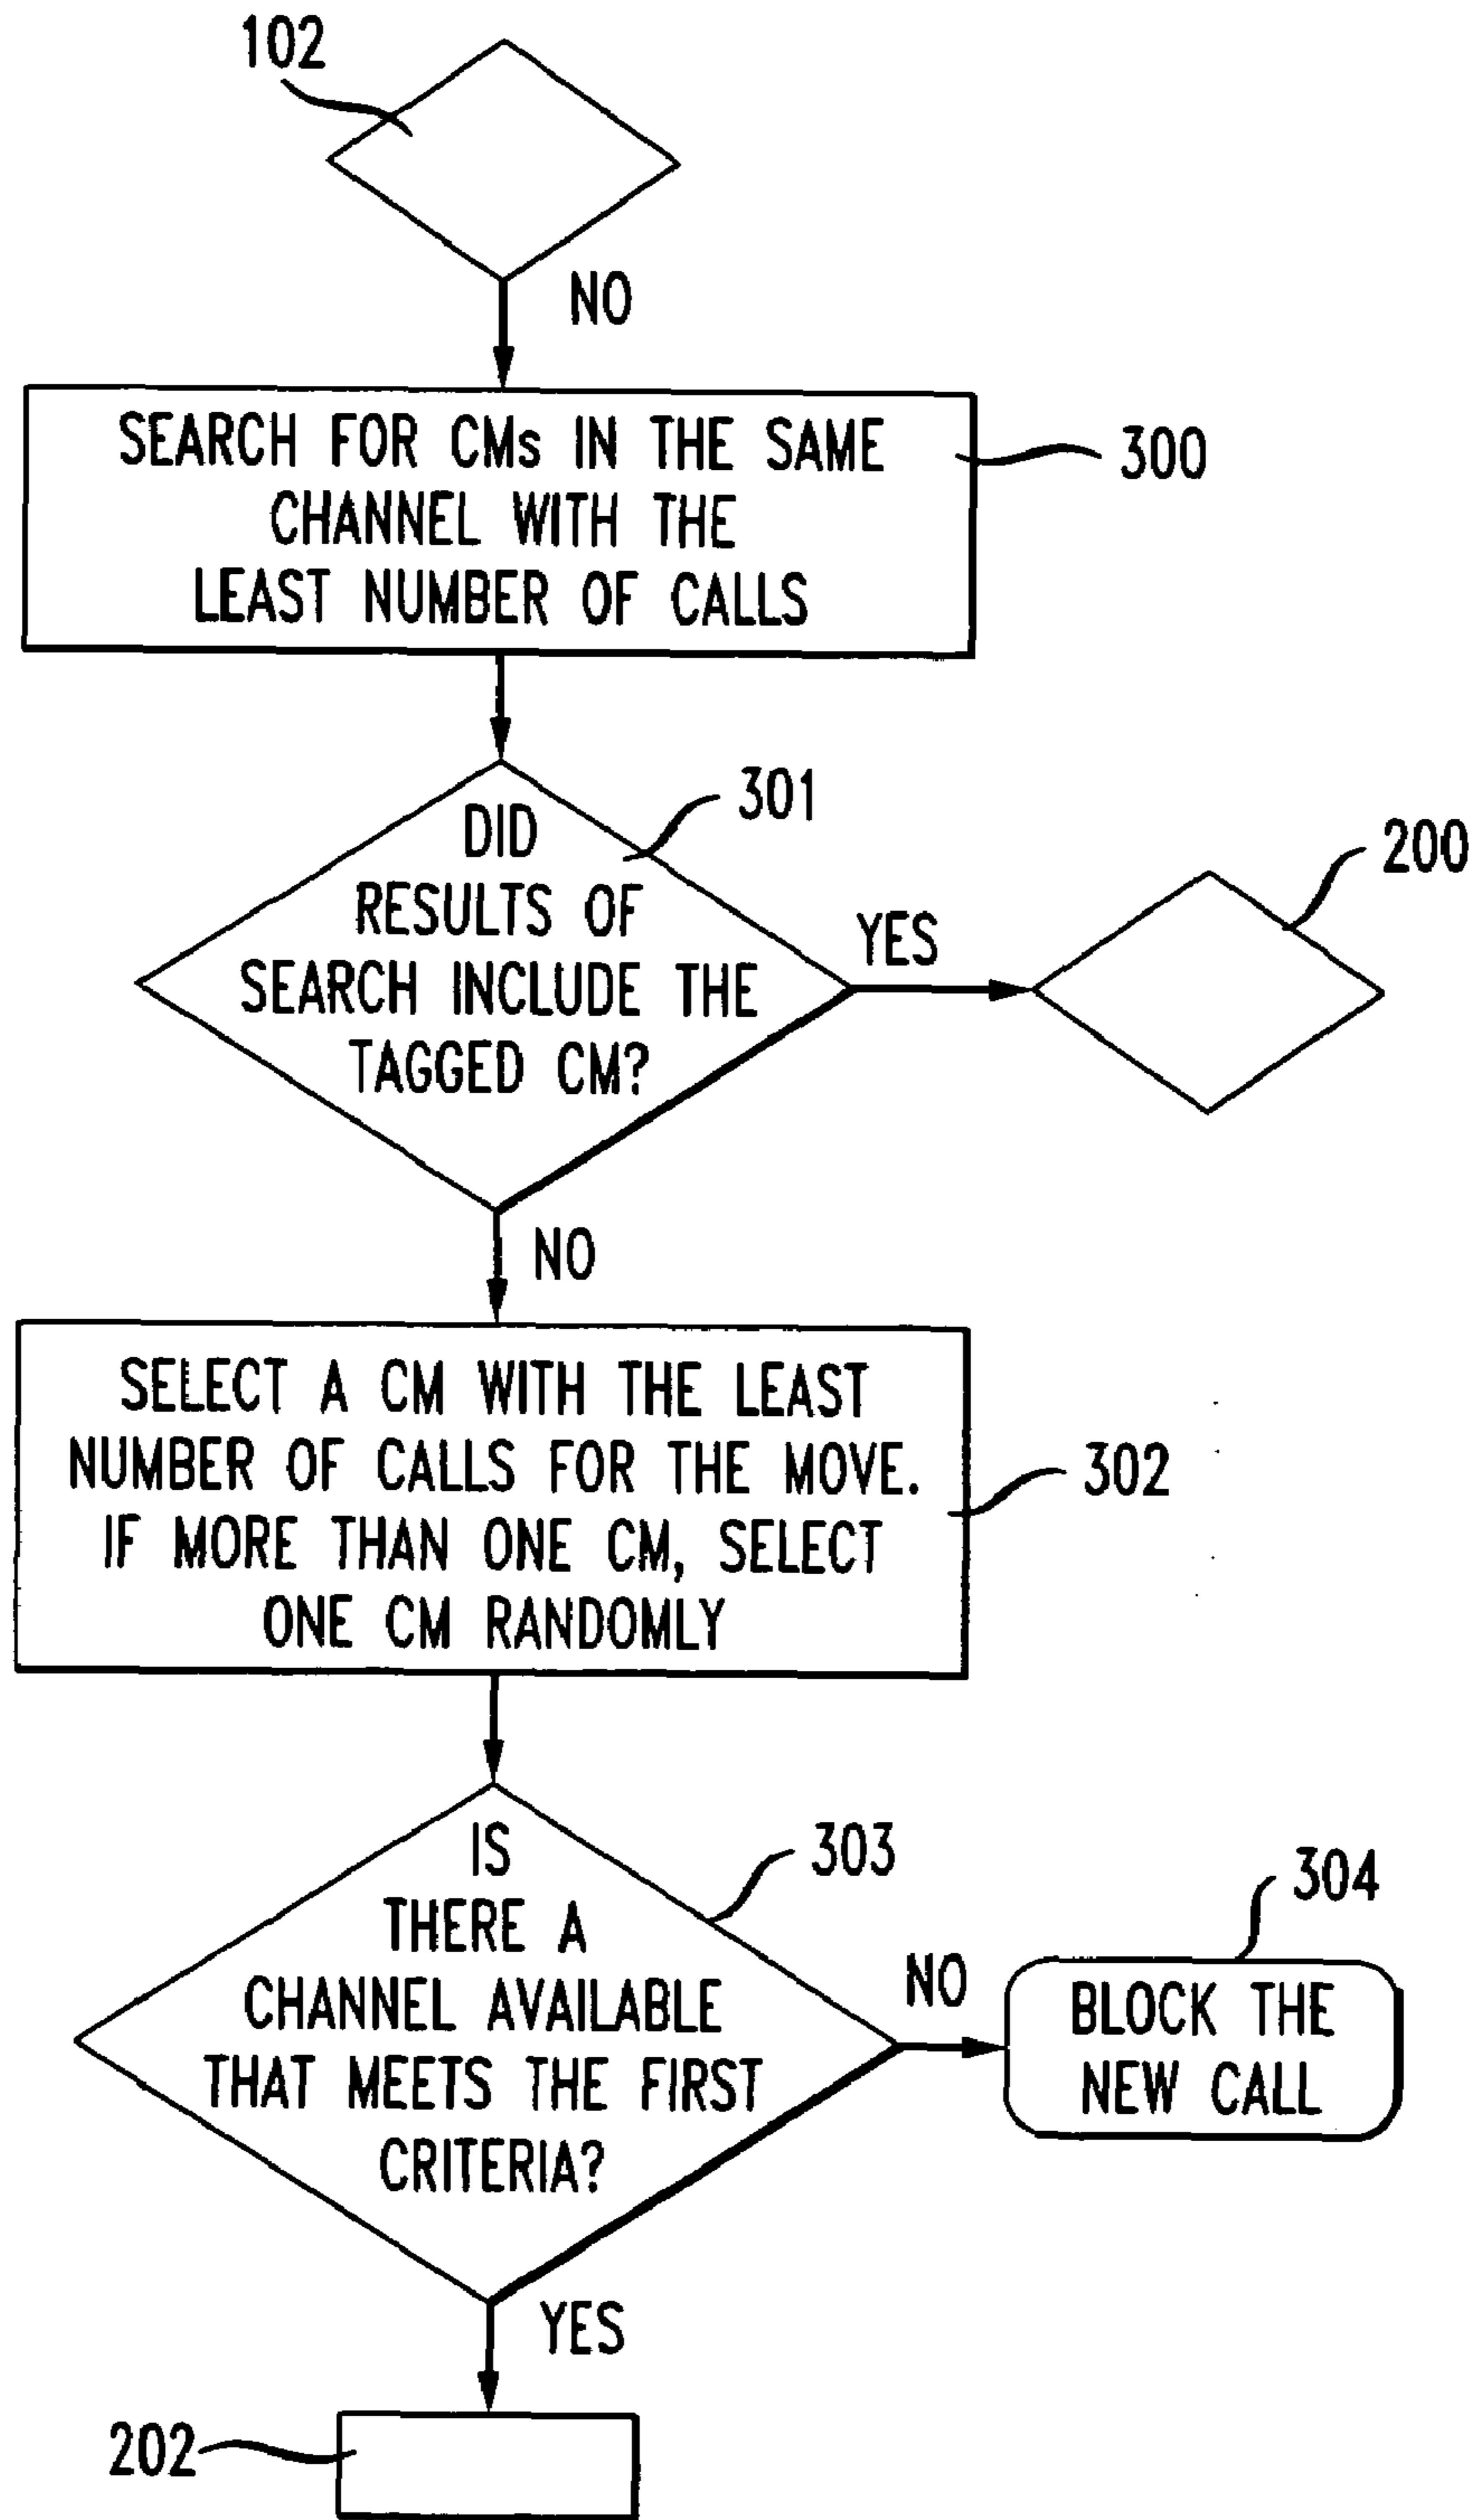 102
NO
SEARCH FOR CMs IN THE SAME
CHANNEL WITH THE
LEAST NUMBER OF CALLS
300
DID
RESULTS OF
SEARCH INCLUDE THE
TAGGED CM?
301
YES
200
NO
SELECT A CM WITH THE LEAST
NUMBER OF CALLS FOR THE MOVE.
IF MORE THAN ONE CM, SELECT
ONE CM RANDOMLY
302
IS
THERE A
CHANNEL AVAILABLE
THAT MEETS THE FIRST
CRITERIA?
303
NO
304
BLOCK THE
NEW CALL
YES
202